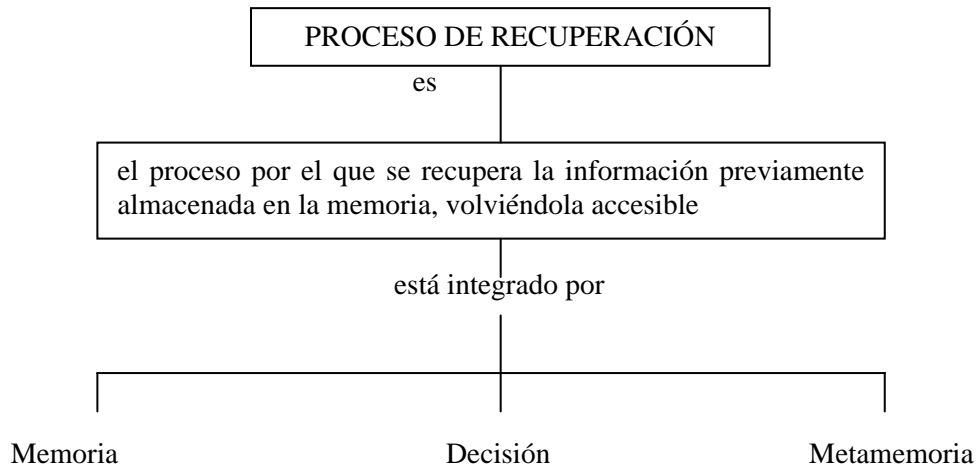 PROCESO DE RECUPERACIÓN
es
el proceso por el que se recupera la información previamente
almacenada en la memoria, volviéndola accesible
está integrado por
Memoria Decisión Metamemoria